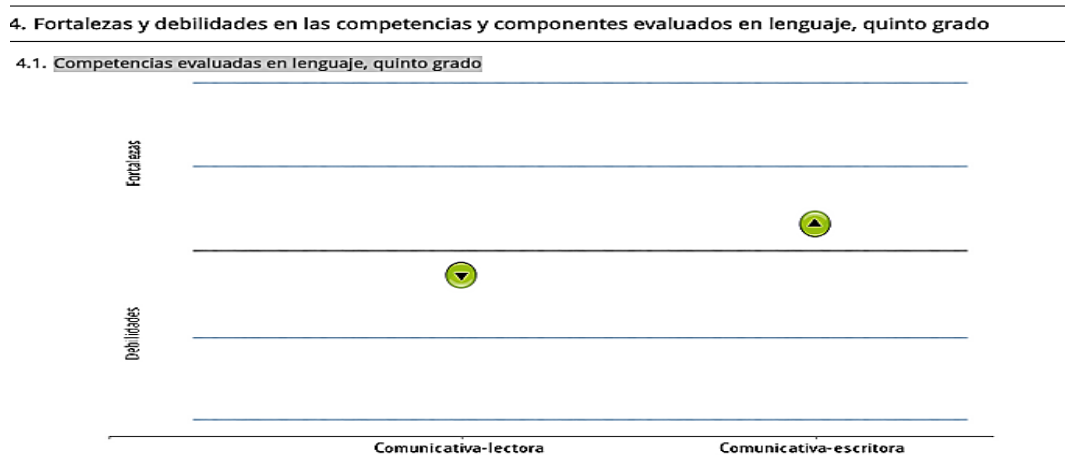 4. Fortalezas y debilidades en las competencias y componentes evaluados en lenguaje, quinto grado
4.1. Competencias evaluadas en lenguaje, quinto grado
Fortalezas
Debilidades
Comunicativa-lectora
Comunicativa-escritora